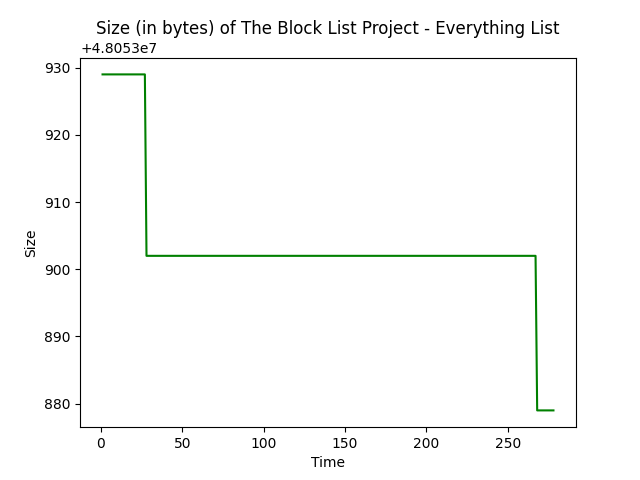 Size (in bytes) of The Block List Project - Everything List
+4.8053e7
930
920
910
900
890
880
Size
0 50 100 150 200 250
Time